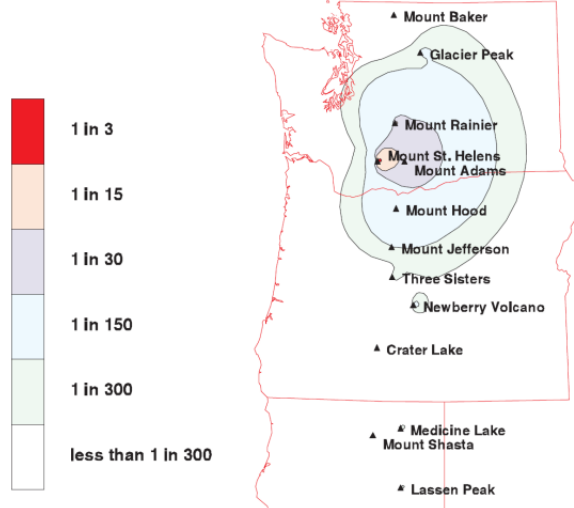 Mount Baker
Glacier Peak
1 in 3
Mount Rainier
Mount St. Helens
Mount Adams
1 in 15
Mount Hood
1 in 30
Mount Jefferson
Three Sisters
Newberry Volcano
1 in 150
Crater Lake
1 in 300
Medicine Lake
Mount Shasta
less than 1 in 300
Lassen Peak